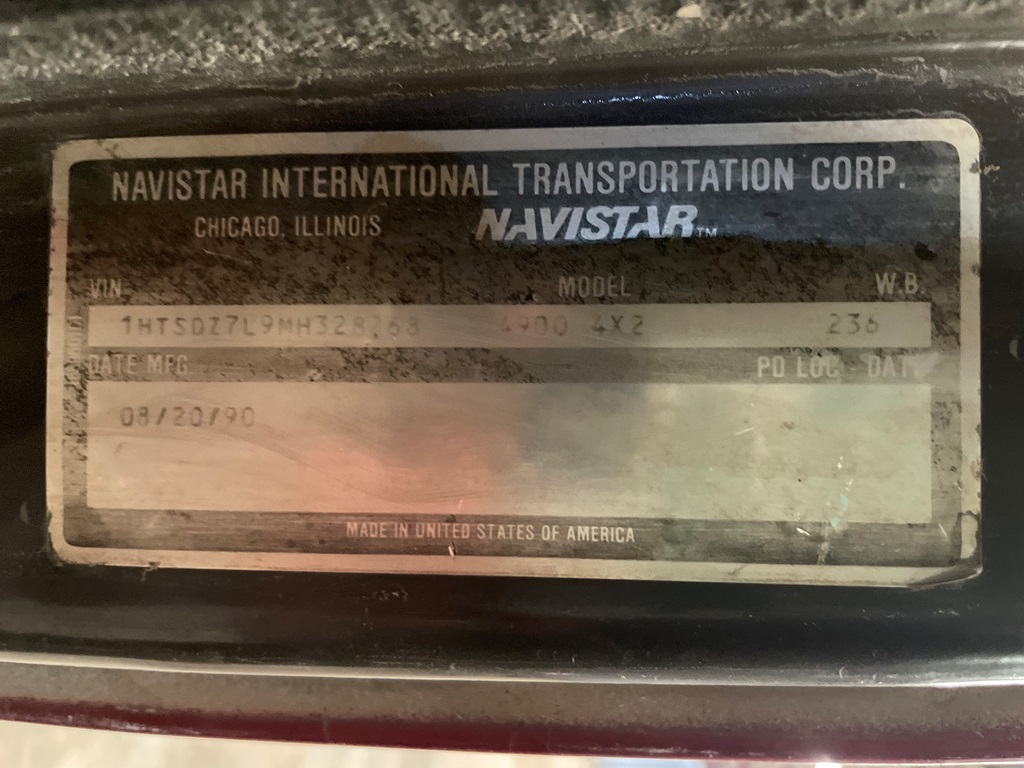 NAVISTAR INTERNATIONAL TRANSPORTATION CORP.
CHICAGO, ILLINOIS NAVISTAR TM
VIN MODEL W.B.
1HTSDZ7L9MH328268 4900 4X2 236
DATE MFG PD LOC - DATE
08/20/90
MADE IN UNITED STATES OF AMERICA